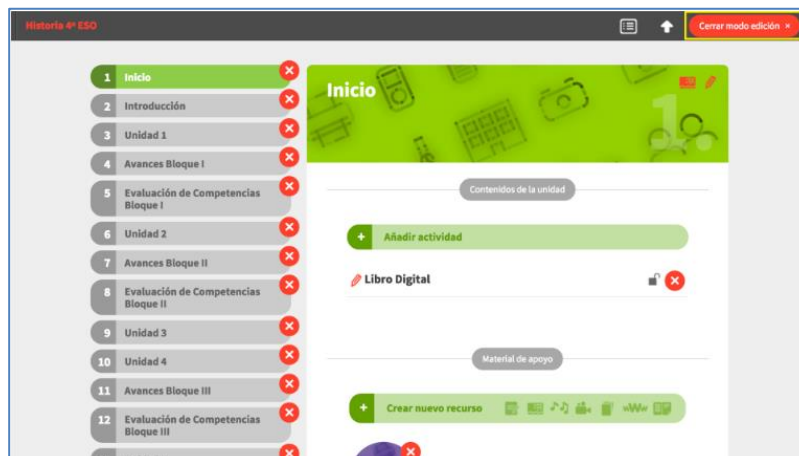 Historia 4º ESO
Cerrar modo edición ×
1 Inicio
2 Introducción
3 Unidad 1
4 Avances Bloque I
5 Evaluación de Competencias
Bloque I
6 Unidad 2
7 Avances Bloque II
8 Evaluación de Competencias
Bloque II
9 Unidad 3
10 Unidad 4
11 Avances Bloque III
12 Evaluación de Competencias
Bloque III
Inicio
1.
Contenidos de la unidad
+ Añadir actividad
Libro Digital
Material de apoyo
+ Crear nuevo recurso
wWw